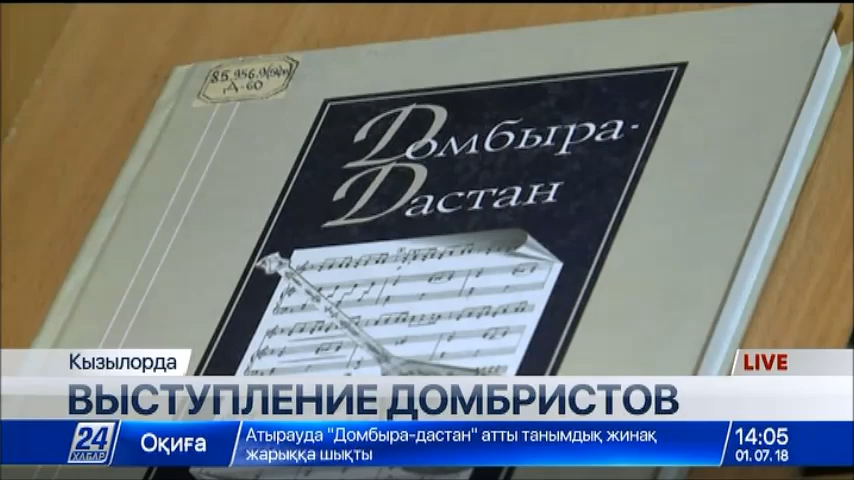 85.956.9(5Қ)я
Д-60
Домбыра-
Дастан
Кызылорда
LIVE
ВЫСТУПЛЕНИЕ ДОМБРИСТОВ
24
ХАБАР
Оқиға
Атырауда "Домбыра-дастан" атты танымдық жинақ
жарыққа шықты
14:05
01.07.18